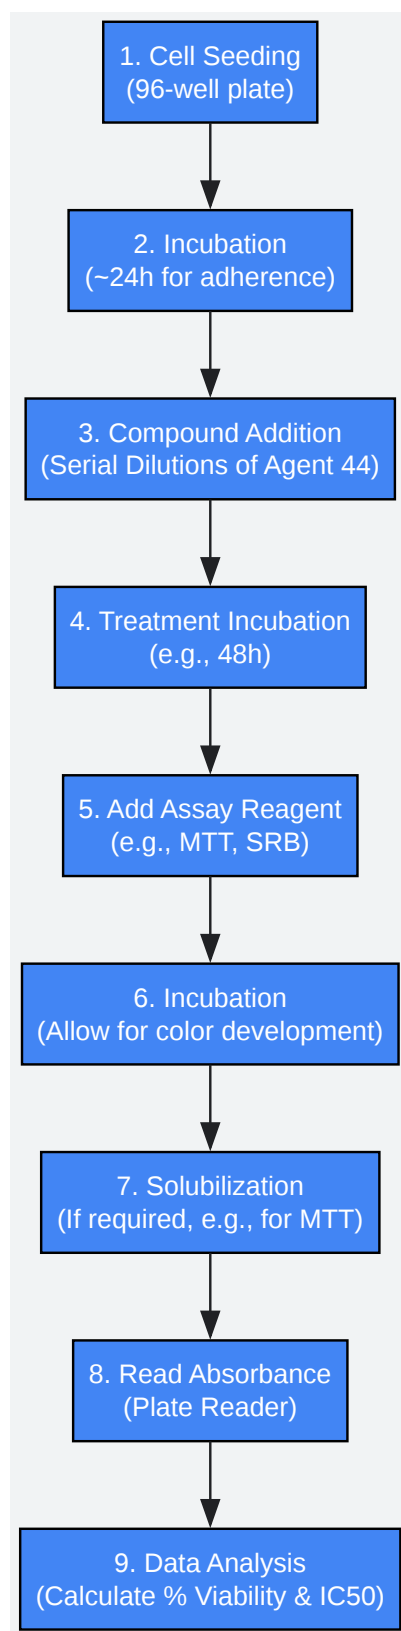 1. Cell Seeding
(96-well plate)
2. Incubation
(~24h for adherence)
3. Compound Addition
(Serial Dilutions of Agent 44)
4. Treatment Incubation
(e.g., 48h)
5. Add Assay Reagent
(e.g., MTT, SRB)
6. Incubation
(Allow for color development)
7. Solubilization
(If required, e.g., for MTT)
8. Read Absorbance
(Plate Reader)
9. Data Analysis
(Calculate % Viability & IC50)